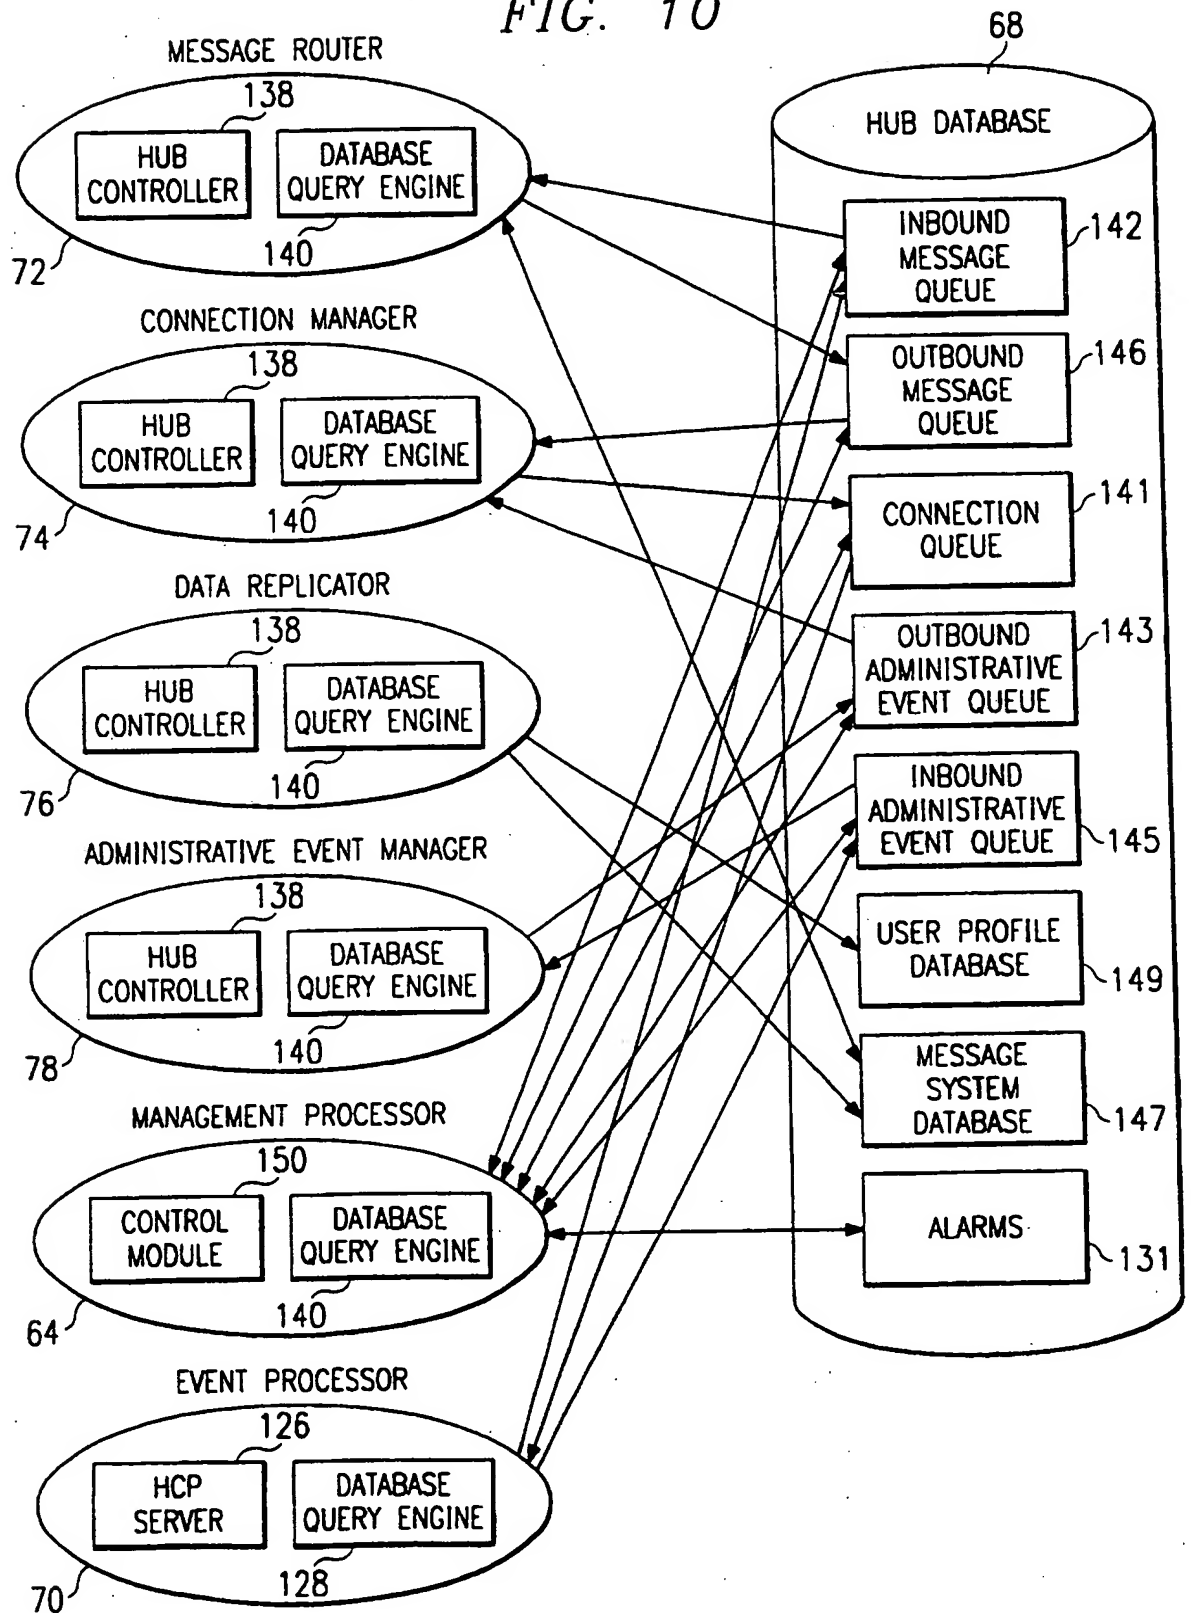 FIG. 10
MESSAGE ROUTER
138
HUB
CONTROLLER
DATABASE
QUERY ENGINE
140
72
CONNECTION MANAGER
138
HUB
CONTROLLER
DATABASE
QUERY ENGINE
140
74
DATA REPLICATOR
138
HUB
CONTROLLER
DATABASE
QUERY ENGINE
140
76
ADMINISTRATIVE EVENT MANAGER
138
HUB
CONTROLLER
DATABASE
QUERY ENGINE
140
78
MANAGEMENT PROCESSOR
150
CONTROL
MODULE
DATABASE
QUERY ENGINE
140
64
EVENT PROCESSOR
126
HCP
SERVER
DATABASE
QUERY ENGINE
128
70
68
HUB DATABASE
INBOUND
MESSAGE
QUEUE
142
OUTBOUND
MESSAGE
QUEUE
146
CONNECTION
QUEUE
141
OUTBOUND
ADMINISTRATIVE
EVENT QUEUE
143
INBOUND
ADMINISTRATIVE
EVENT QUEUE
145
USER PROFILE
DATABASE
149
MESSAGE
SYSTEM
DATABASE
147
ALARMS
131